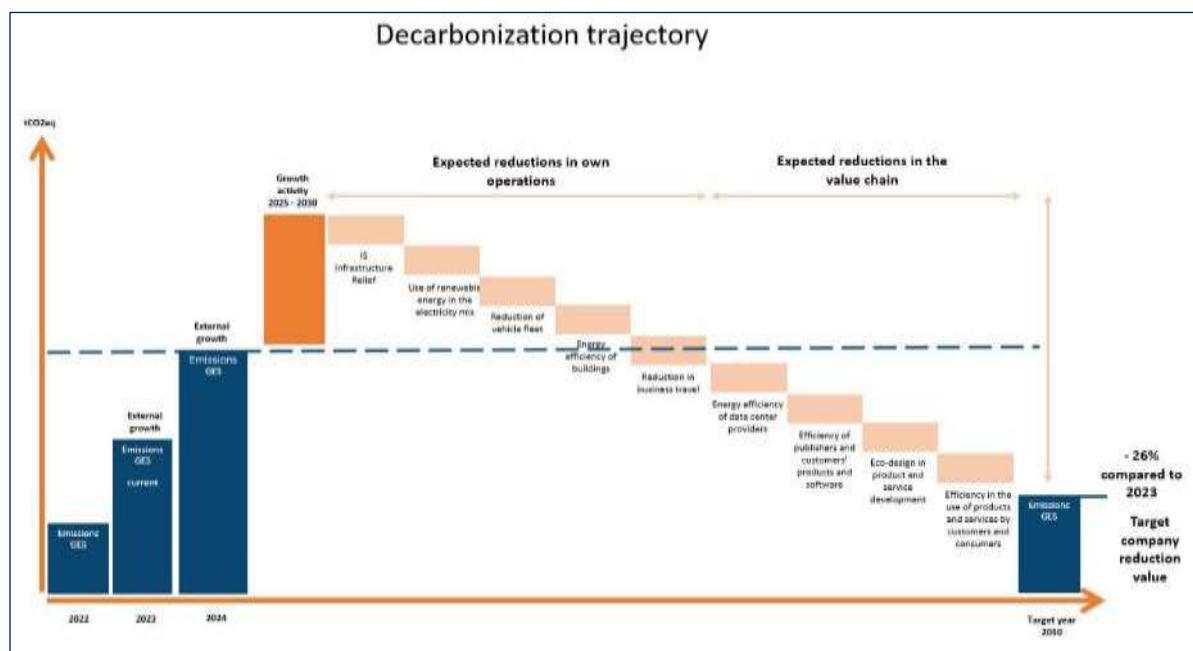 Decarbonization trajectory
tCO2eq
Expected reductions in own
operations
Expected reductions in the
value chain
Growth
activity
2025 - 2030
IS
Infrastructure
Relief
Use of renewable
energy in the
electricity mix
Reduction of
vehicle fleet
Energy
efficiency of
buildings
Reduction in
business travel
Energy efficiency
of data center
providers
Efficiency of
publishers and
customers'
products and
software
Eco-design in
product and
service
development
Efficiency in the
use of products
and services by
customers and
consumers
External
growth
Emissions
GES
External
growth
Emissions
GES
current
Emissions
GES
Emissions
GES
- 26%
compared to
2023
Target
company
reduction
value
2022
2023
2024
Target year
2030